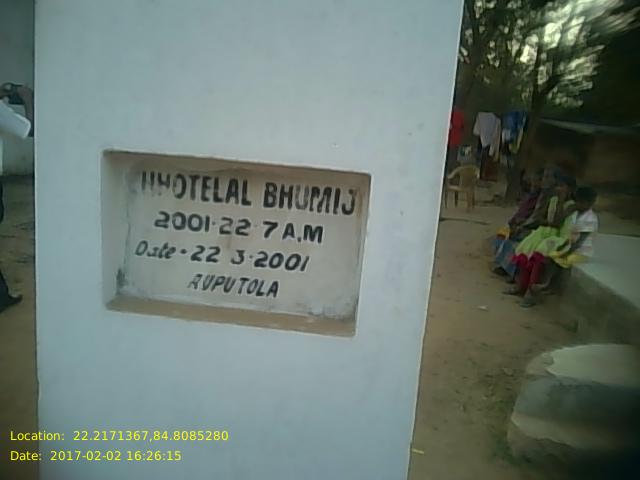 CHHOTELAL BHUMIJ
2001-22-7 A.M
Date - 22 3-2001
RUPUTOLA
Location: 22.2171367,84.8085280
Date: 2017-02-02 16:26:15